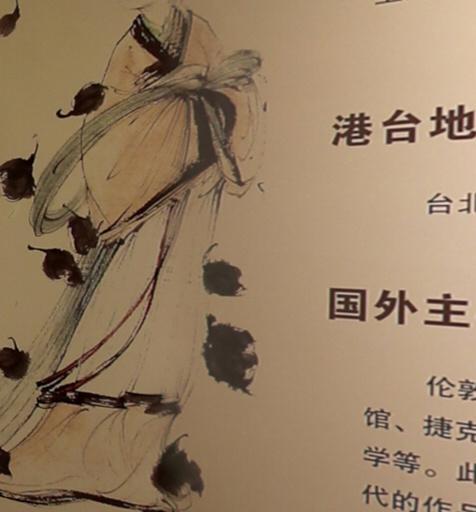 港台地
台北
国外主
伦敦
馆、捷克
学等。此
代的作品